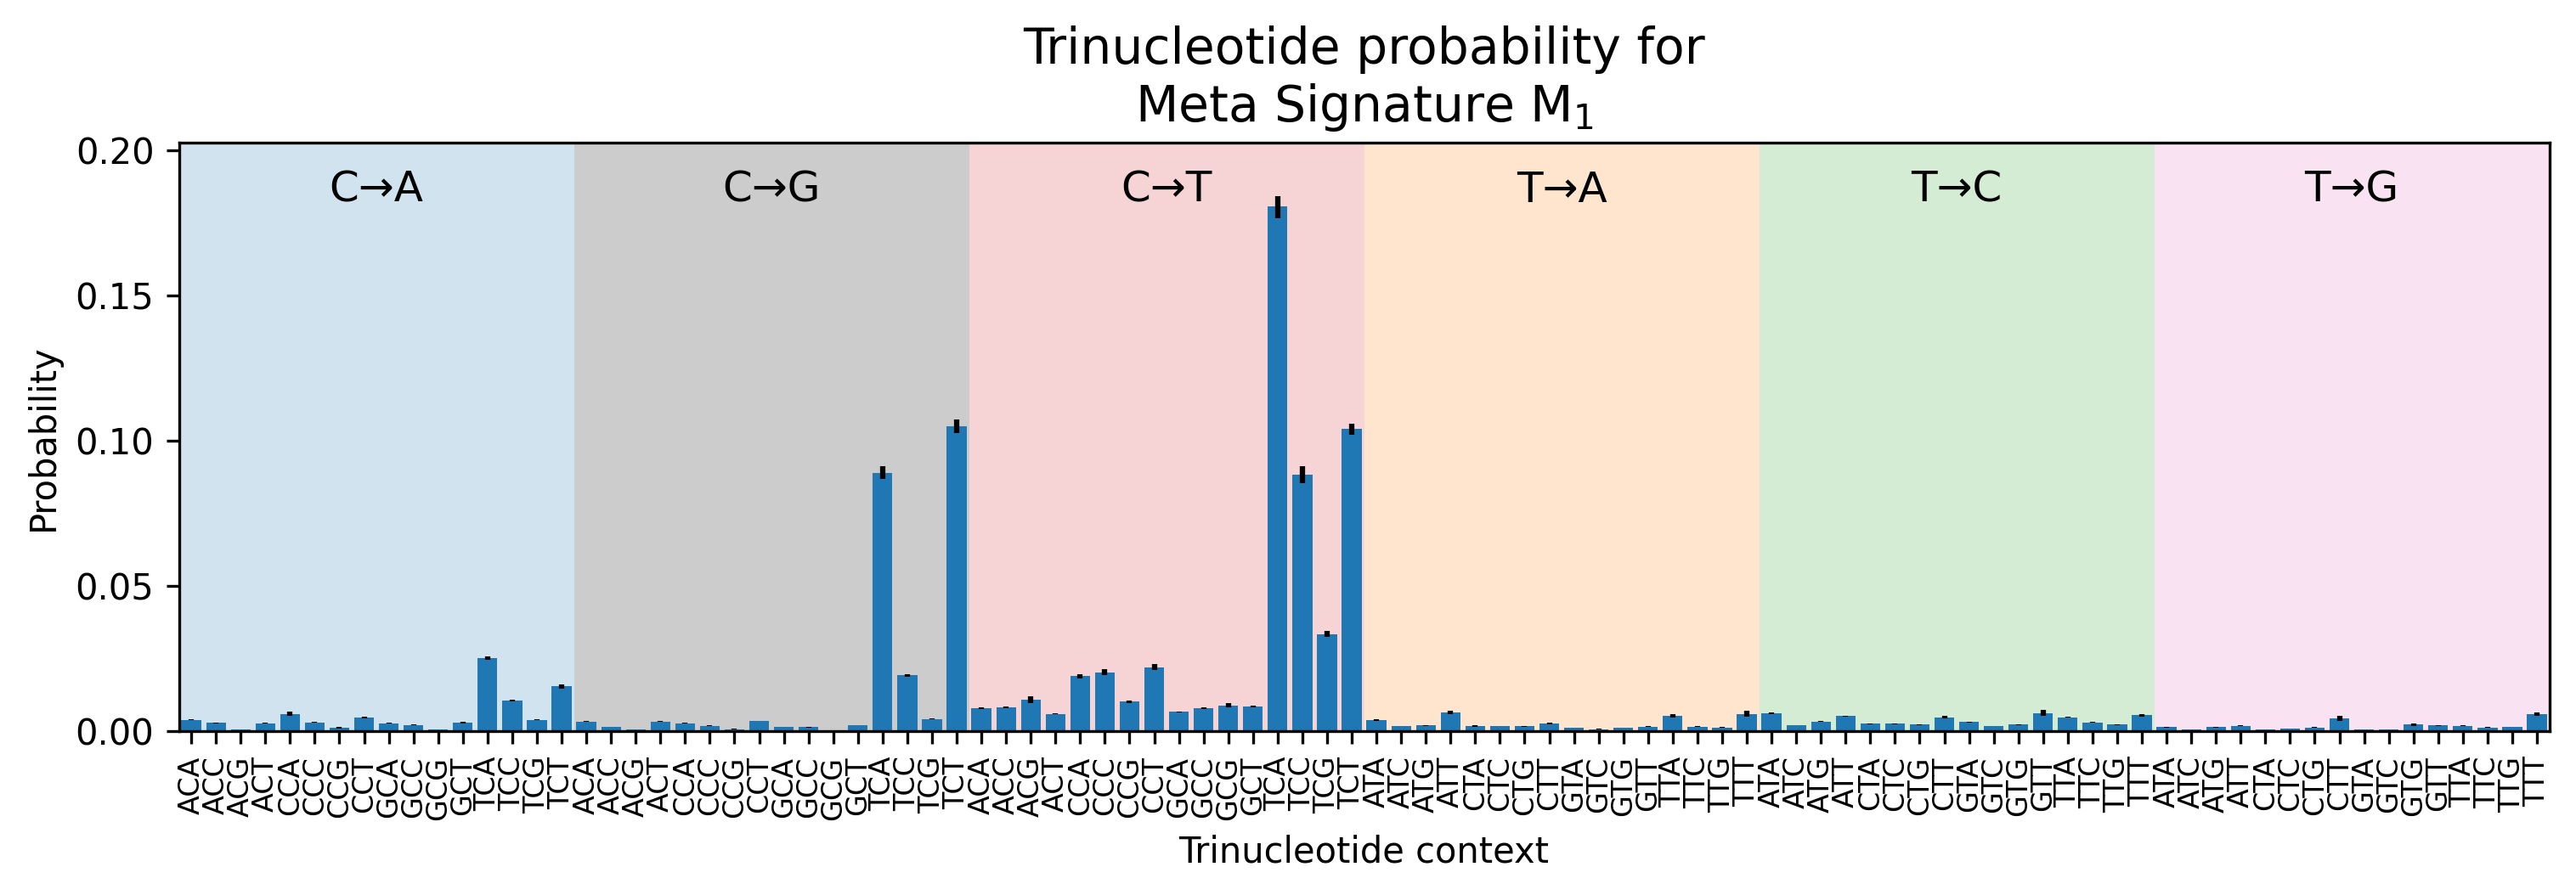 Trinucleotide probability for
Meta Signature M₁
0.20
C→A C→G C→T T→A T→C T→G
0.15
Probability
0.10
0.05
0.00
ACA ACC ACG ACT CCA CCC CCG CCT GCA GCC GCG GCT TCA TCC TCG TCT ACA ACC ACG ACT CCA CCC CCG CCT GCA GCC GCG GCT TCA TCC TCG TCT ACA ACC ACG ACT CCA CCC CCG CCT GCA GCC GCG GCT TCA TCC TCG TCT ATA ATC ATG ATT CTA CTC CTG CTT GTA GTC GTG GTT TTA TTC TTG TTT ATA ATC ATG ATT CTA CTC CTG CTT GTA GTC GTG GTT TTA TTC TTG TTT ATA ATC ATG ATT CTA CTC CTG CTT GTA GTC GTG GTT TTA TTC TTG TTT
Trinucleotide context